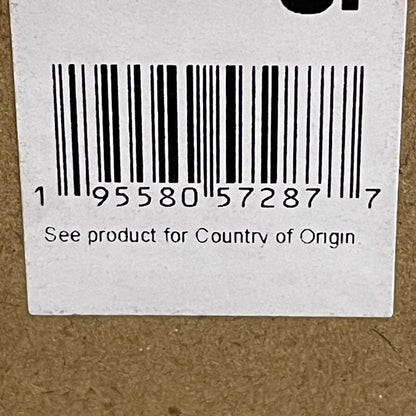 1 95580 57287 7
See product for Country of Origin